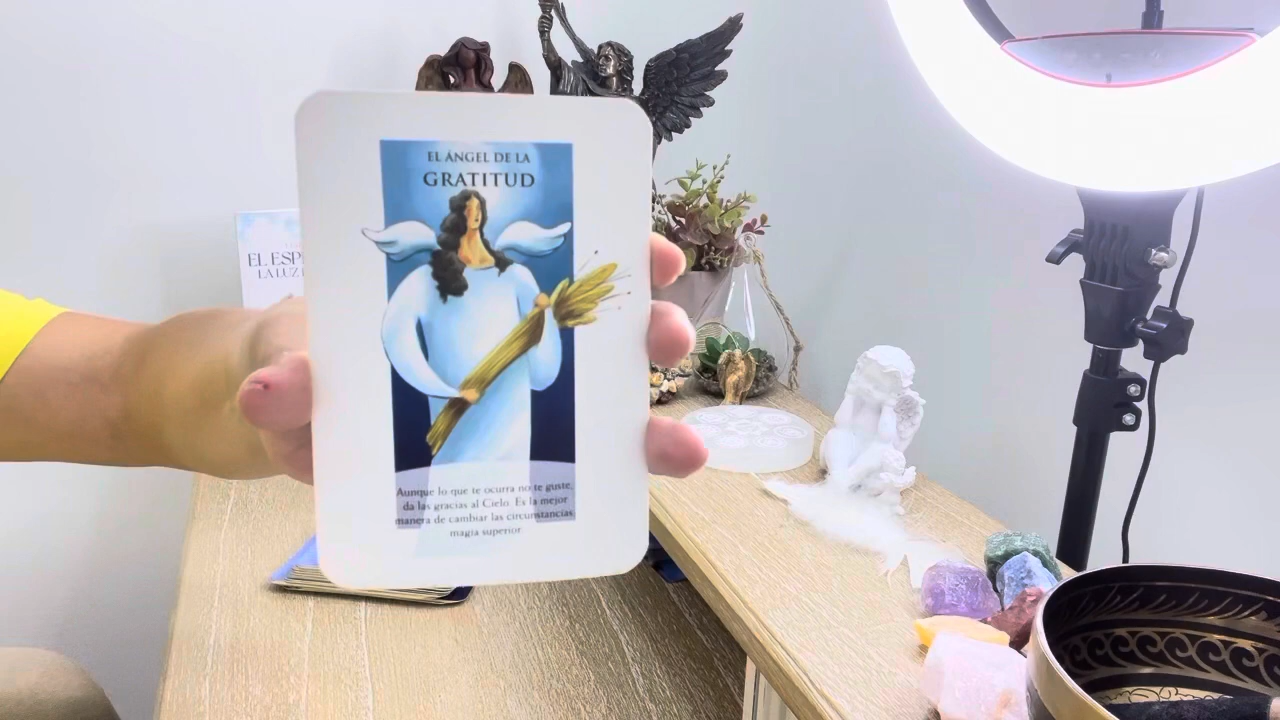 EL ÁNGEL DE LA
GRATITUD
EL ESP
LA LUZ
Aunque lo que te ocurra no te guste,
da las gracias al Cielo. Es la mejor
manera de cambiar las circunstancias,
magia superior.